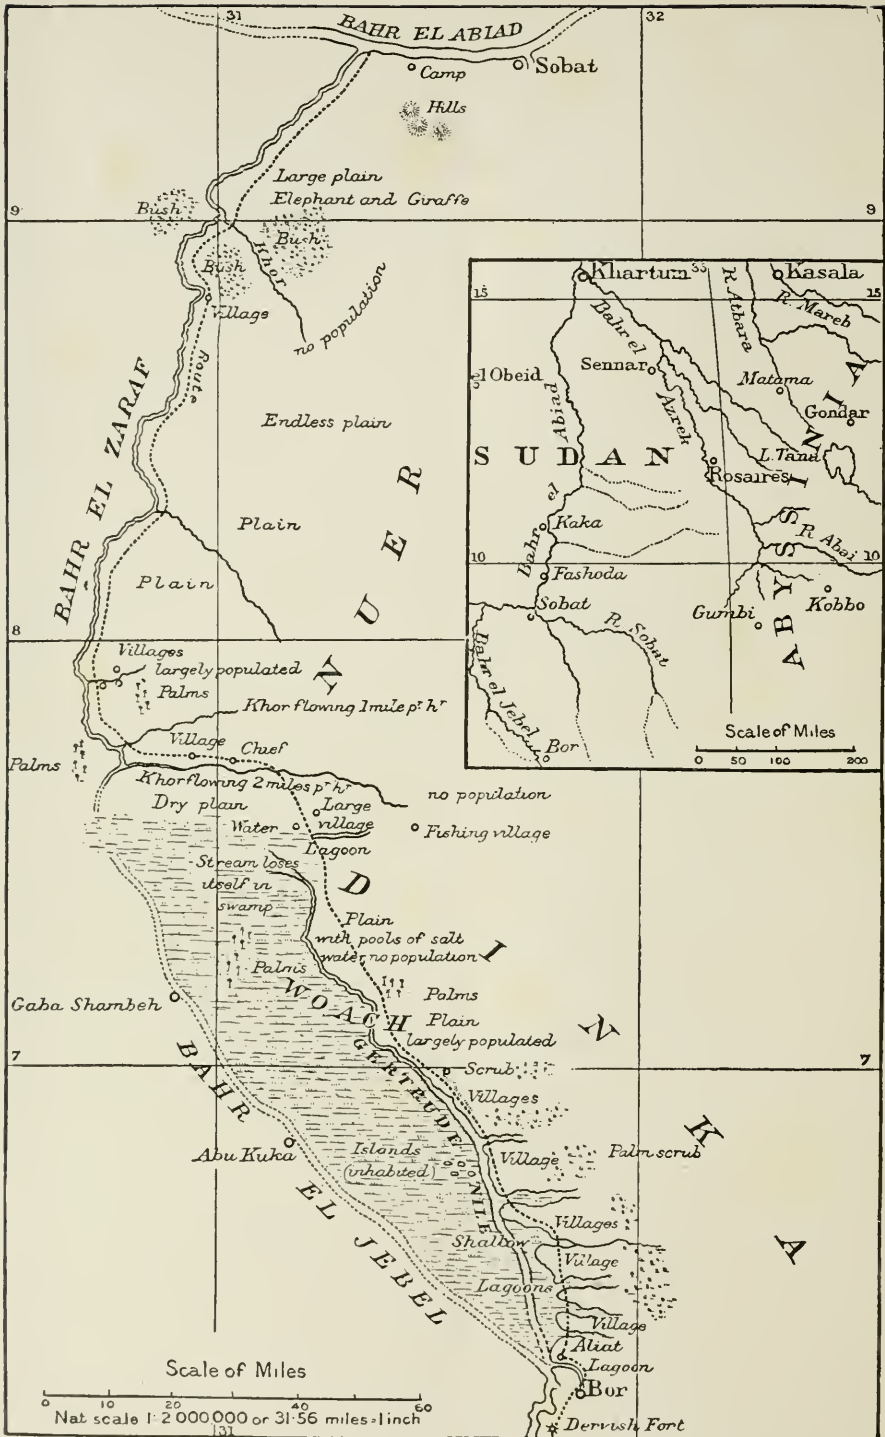 31
32
BAHR EL ABIAD
Camp
Sobat
Hills
Large plain
Elephant and Giraffe
9
Bush
Bush
9
Bush
Khor
Village
no population
Route
BAHR EL ZARAF
Endless plain
Plain
Plain
NUER
8
Villages
largely populated
Palms
Khor flowing 1 mile pr hr
Village
Chief
Palms
Khor flowing 2 miles pr hr
Dry plain
no population
Large
village
Water
Fishing village
Lagoon
Stream loses
itself in
swamp
DINKA
Plain
with pools of salt
water no population
Palms
Palms
Gaba Shambeh
WOACH
Plain
largely populated
7
GERTRUDE NILE
Scrub
7
Villages
BAHR EL JEBEL
Abu Kuka
Islands
(inhabited)
Village
Palm scrub
Villages
Shallow
Village
Lagoons
Village
Aliat
Lagoon
Bor
Dervish Fort
Scale of Miles
0 10 20 40 60
Nat scale 1:2 000 000 or 31·56 miles=1inch
131
Khartum
35
Kasala
15
15
R. Atbara
R. Mareb
Bahr el Azrek
Sennar
el Obeid
Matama
Gondar
Bahr el Abiad
SUDAN
L. Tana
Rosaires
ABYSSINIA
Kaka
R. Abai
10
10
Fashoda
Sobat
Gumbi
Kobbo
R. Sobat
Bahr el Jebel
Bor
Scale of Miles
0 50 100 200